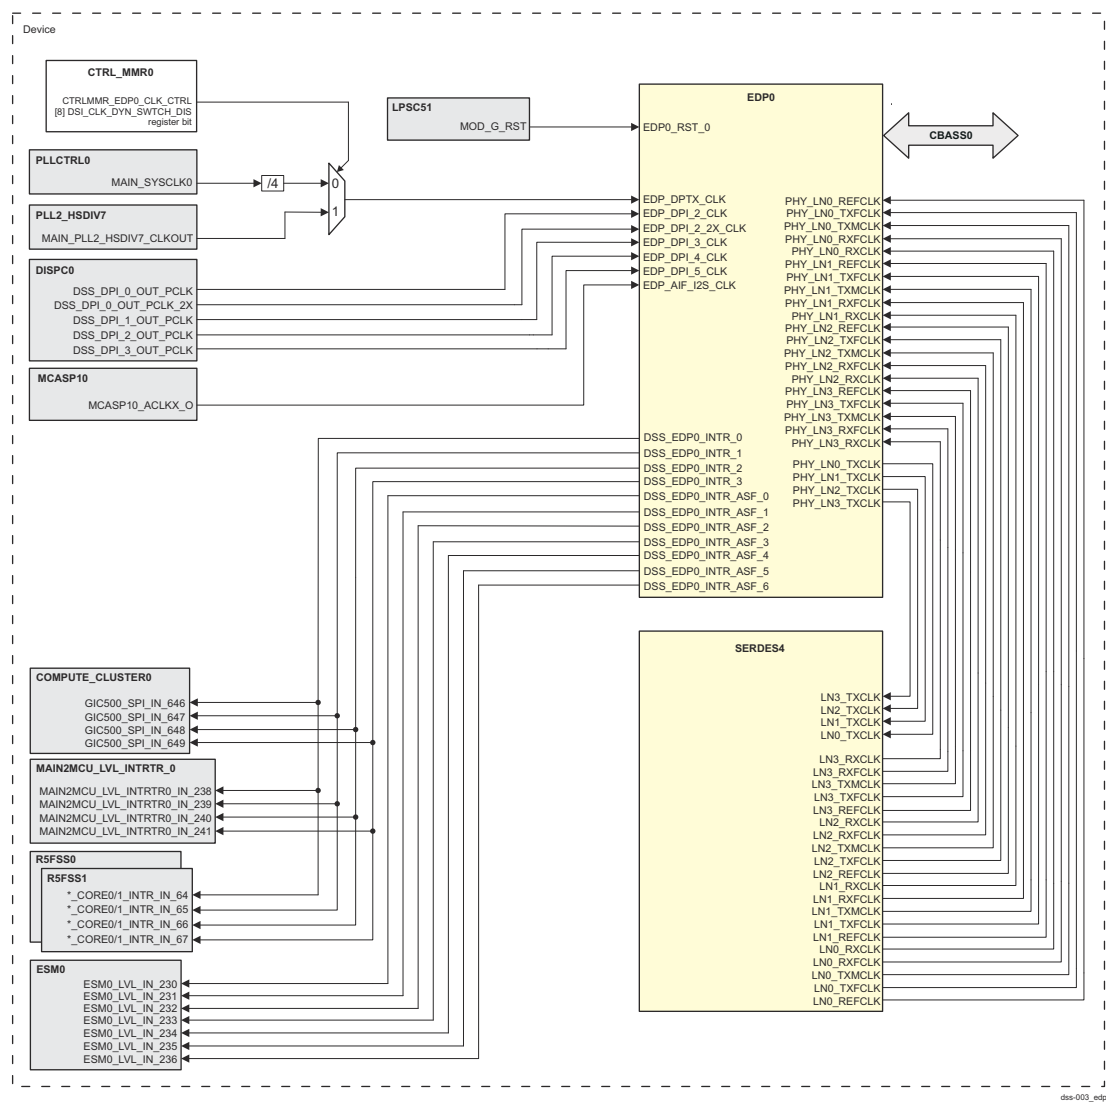 Device
CTRL_MMR0
CTRLMMR_EDP0_CLK_CTRL
[8] DSI_CLK_DYN_SWTCH_DIS
register bit
PLLCTRL0
MAIN_SYSCLK0
/4
0
1
PLL2_HSDIV7
MAIN_PLL2_HSDIV7_CLKOUT
DISPC0
DSS_DPI_0_OUT_PCLK
DSS_DPI_0_OUT_PCLK_2X
DSS_DPI_1_OUT_PCLK
DSS_DPI_2_OUT_PCLK
DSS_DPI_3_OUT_PCLK
MCASP10
MCASP10_ACLKX_O
LPSC51
MOD_G_RST
EDP0
EDP0_RST_0
EDP_DPTX_CLK
EDP_DPI_2_CLK
EDP_DPI_2_2X_CLK
EDP_DPI_3_CLK
EDP_DPI_4_CLK
EDP_DPI_5_CLK
EDP_AIF_I2S_CLK
DSS_EDP0_INTR_0
DSS_EDP0_INTR_1
DSS_EDP0_INTR_2
DSS_EDP0_INTR_3
DSS_EDP0_INTR_ASF_0
DSS_EDP0_INTR_ASF_1
DSS_EDP0_INTR_ASF_2
DSS_EDP0_INTR_ASF_3
DSS_EDP0_INTR_ASF_4
DSS_EDP0_INTR_ASF_5
DSS_EDP0_INTR_ASF_6
PHY_LN0_REFCLK
PHY_LN0_TXFCLK
PHY_LN0_TXMCLK
PHY_LN0_RXFCLK
PHY_LN0_RXCLK
PHY_LN1_REFCLK
PHY_LN1_TXFCLK
PHY_LN1_TXMCLK
PHY_LN1_RXFCLK
PHY_LN1_RXCLK
PHY_LN2_REFCLK
PHY_LN2_TXFCLK
PHY_LN2_TXMCLK
PHY_LN2_RXFCLK
PHY_LN2_RXCLK
PHY_LN3_REFCLK
PHY_LN3_TXFCLK
PHY_LN3_TXMCLK
PHY_LN3_RXFCLK
PHY_LN3_RXCLK
PHY_LN0_TXCLK
PHY_LN1_TXCLK
PHY_LN2_TXCLK
PHY_LN3_TXCLK
CBASS0
SERDES4
LN3_TXCLK
LN2_TXCLK
LN1_TXCLK
LN0_TXCLK
LN3_RXCLK
LN3_RXFCLK
LN3_TXMCLK
LN3_TXFCLK
LN3_REFCLK
LN2_RXCLK
LN2_RXFCLK
LN2_TXMCLK
LN2_TXFCLK
LN2_REFCLK
LN1_RXCLK
LN1_RXFCLK
LN1_TXMCLK
LN1_TXFCLK
LN1_REFCLK
LN0_RXCLK
LN0_RXFCLK
LN0_TXMCLK
LN0_TXFCLK
LN0_REFCLK
COMPUTE_CLUSTER0
GIC500_SPI_IN_646
GIC500_SPI_IN_647
GIC500_SPI_IN_648
GIC500_SPI_IN_649
MAIN2MCU_LVL_INTRTR_0
MAIN2MCU_LVL_INTRTR0_IN_238
MAIN2MCU_LVL_INTRTR0_IN_239
MAIN2MCU_LVL_INTRTR0_IN_240
MAIN2MCU_LVL_INTRTR0_IN_241
R5FSS0
R5FSS1
*_CORE0/1_INTR_IN_64
*_CORE0/1_INTR_IN_65
*_CORE0/1_INTR_IN_66
*_CORE0/1_INTR_IN_67
ESM0
ESM0_LVL_IN_230
ESM0_LVL_IN_231
ESM0_LVL_IN_232
ESM0_LVL_IN_233
ESM0_LVL_IN_234
ESM0_LVL_IN_235
ESM0_LVL_IN_236
dss-003_edp